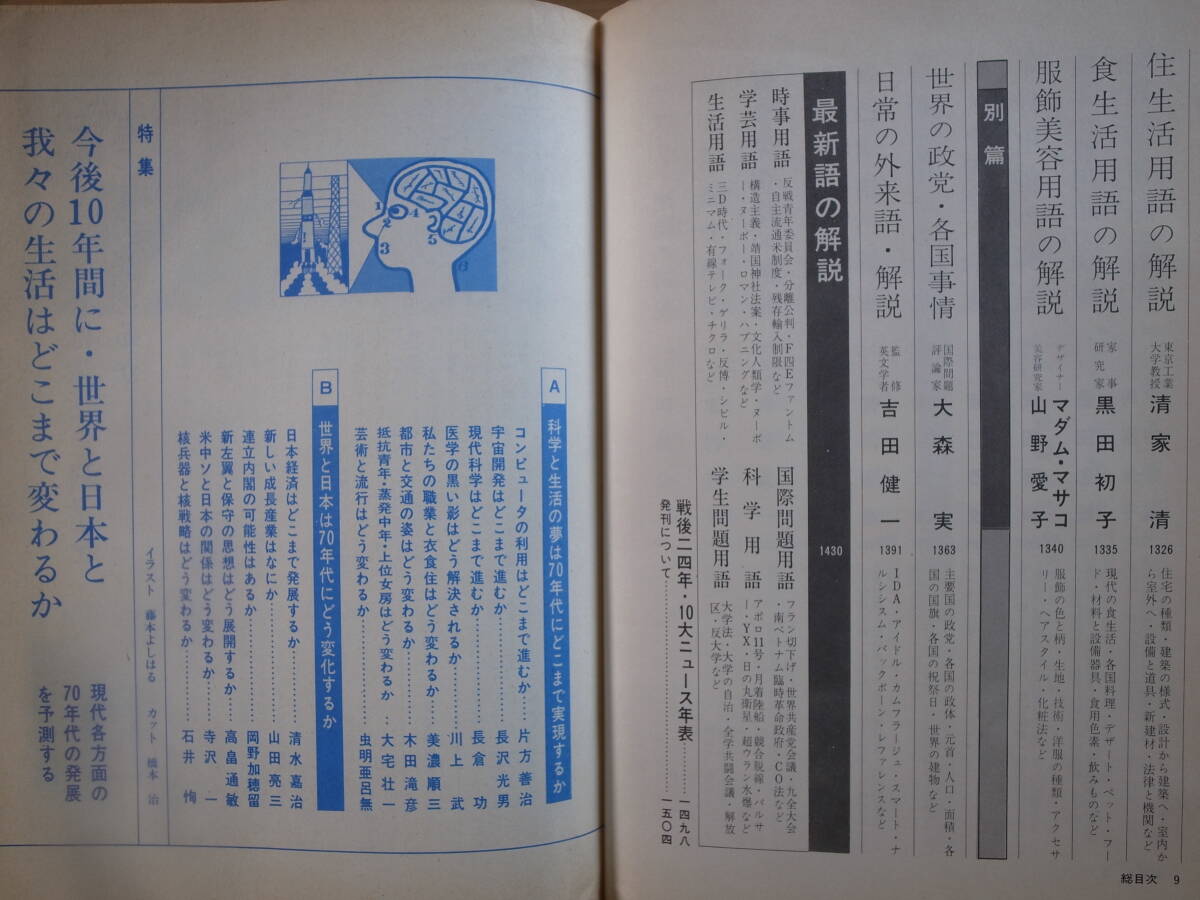 住生活用語の解説
東京工業
大学教授
清家 清
1326
住宅の種類・建築の様式・設計から建築へ・室内か
ら室外へ・設備と道具・新建材・法律と機関など
食生活用語の解説
家事
研究家
黒田初子
1335
現代の食生活・各国料理・デザート・ペット・フー
ド・材料と設備器具・食用色素・飲みものなど
服飾美容用語の解説
デザイナー
美容研究家
マダム・マサコ
山野愛子
1340
服飾の色と柄・生地・技術・洋服の種類・アクセサ
リー・ヘアスタイル・化粧法など
別篇
世界の政党・各国事情
国際問題
評論家
大森 実
1363
主要国の政党・各国の政体・元首・人口・面積・各
国の国旗・各国の祝祭日・世界の建物など
日常の外来語・解説
監修
英文学者
吉田健一
1391
IDA・アイドル・カムフラージュ・スマート・ナ
ルシシスム・バックボーン・レファレンスなど
最新語の解説
1430
時事用語
反戦青年委員会・分離公判・F四Eファントム
・自主流通米制度・残存輸入制限など
国際問題用語
フラン切下げ・世界共産党会議・九全大会
・南ベトナム臨時革命政府・CO法など
学芸用語
構造主義・靖国神社法案・文化人類学・ヌーボ
ー・ヌーボー・ロマン・ハプニングなど
科学用語
アポロ11号・月着陸船・競合脱線・パルサ
ー・YX・日の丸衛星・超ウラン水爆など
生活用語
三D時代・フォーク・ゲリラ・反博・シビル・
ミニマム・有線テレビ・チクロなど
学生問題用語
大学法・大学の自治・全学共闘会議・解放
区・反大学など
戦後二四年・10大ニュース年表…………一四九八
発刊について…………一五〇四
総目次 9
特集
今後10年間に・世界と日本と
我々の生活はどこまで変わるか
現代各方面の
70年代の発展
を予測する
イラスト 藤本よしはる カット 橋本 治
1
2
3
4
5
6
A 科学と生活の夢は70年代にどこまで実現するか
コンピュータの利用はどこまで進むか……片方善治
宇宙開発はどこまで進むか……長沢光男
現代科学はどこまで進むか……長倉 功
医学の黒い影はどう解決されるか……川上 武
私たちの職業と衣食住はどう変わるか……美濃順三
都市と交通の姿はどう変わるか……木田滝彦
抵抗青年・蒸発中年・上位女房はどう変わるか…大宅壮一
芸術と流行はどう変わるか……虫明亜呂無
B 世界と日本は70年代にどう変化するか
日本経済はどこまで発展するか……清水嘉治
新しい成長産業はなにか……山田亮三
連立内閣の可能性はあるか……岡野加穂留
新左翼と保守の思想はどう展開するか……高畠通敏
米中ソと日本の関係はどう変わるか……寺沢 一
核兵器と核戦略はどう変わるか……石井 恂